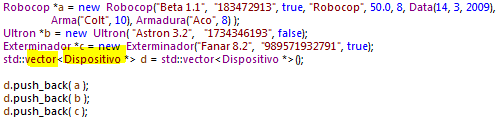 Robocop *a = new Robocop("Beta 1.1", "183472913", true, "Robocop", 50.0, 8, Data(14, 3, 2009),
Arma("Colt", 10), Armadura("Aco", 8) );
Ultron *b = new Ultron( "Astron 3.2", "1734346193", false);
Exterminador *c = new Exterminador("Fanar 8.2", "989571932791", true);
std::vector<Dispositivo *> d = std::vector<Dispositivo *>();
d.push_back( a );
d.push_back( b );
d.push_back( c );